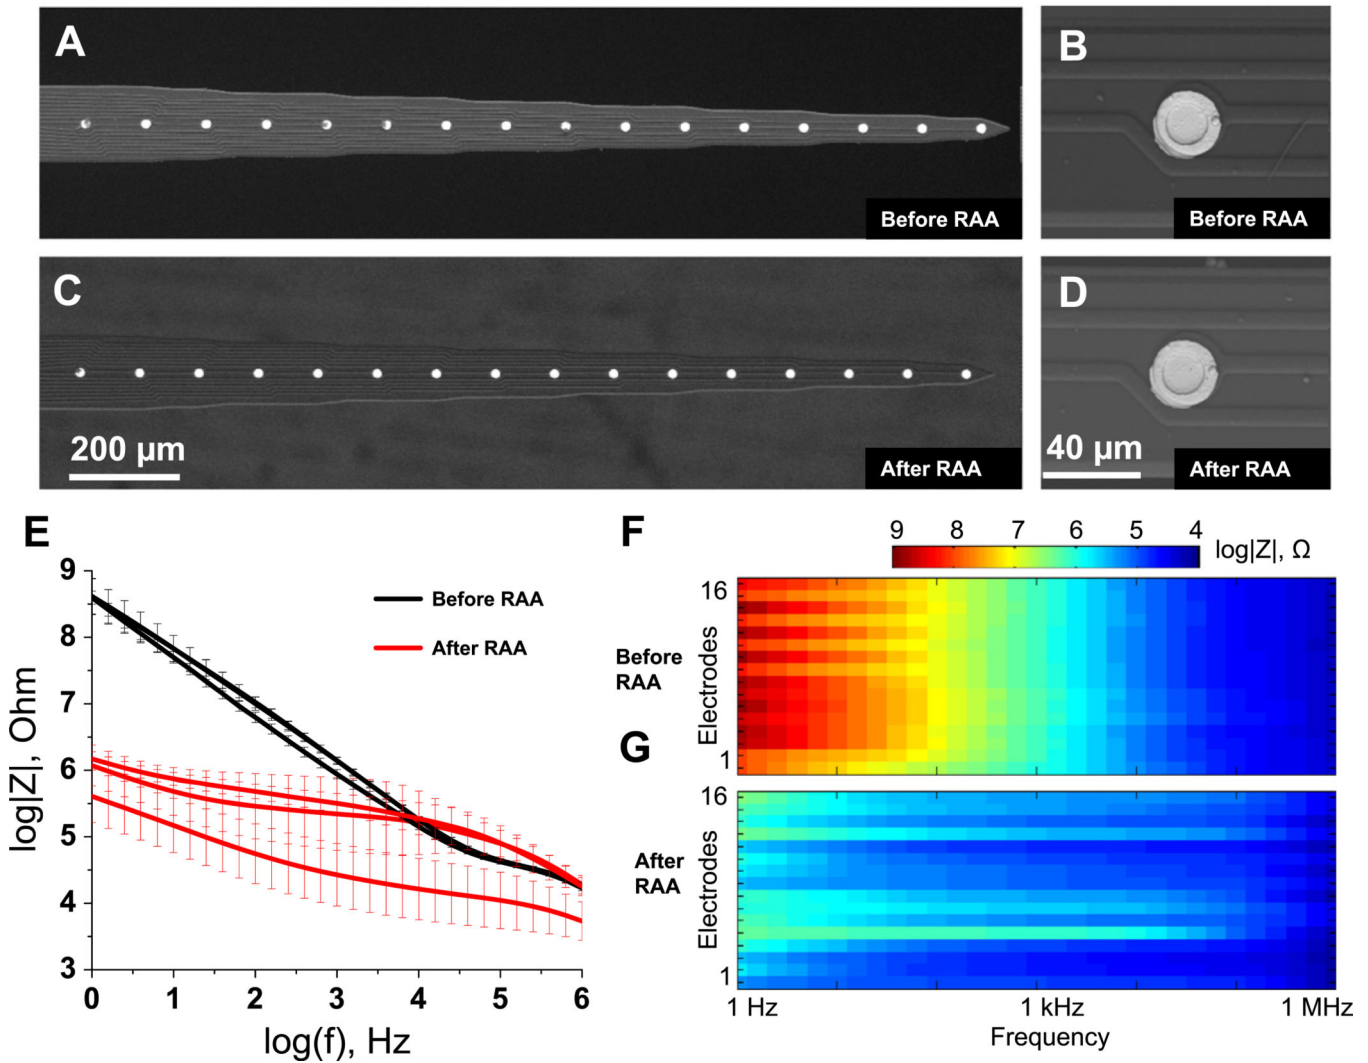 A
Before RAA
B
Before RAA
C
200 µm
After RAA
D
40 µm
After RAA
E
9
8
7
6
5
4
3
log|Z|, Ohm
0 1 2 3 4 5 6
log(f), Hz
Before RAA
After RAA
F
9 8 7 6 5 4
log|Z|, Ω
Before
RAA
Electrodes
16
1
G
After
RAA
Electrodes
16
1
1 Hz 1 kHz 1 MHz
Frequency